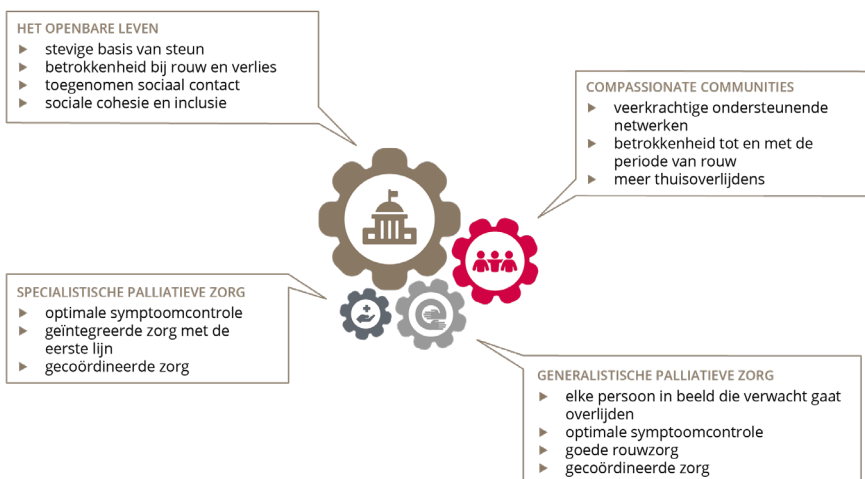 HET OPENBARE LEVEN
stevige basis van steun
betrokkenheid bij rouw en verlies
toegenomen sociaal contact
sociale cohesie en inclusie
COMPASSIONATE COMMUNITIES
veerkrachtige ondersteunende
netwerken
betrokkenheid tot en met de
periode van rouw
meer thuisoverlijdens
SPECIALISTISCHE PALLIATIEVE ZORG
optimale symptoomcontrole
geïntegreerde zorg met de
eerste lijn
gecoördineerde zorg
GENERALISTISCHE PALLIATIEVE ZORG
elke persoon in beeld die verwacht gaat
overlijden
optimale symptoomcontrole
goede rouwzorg
gecoördineerde zorg